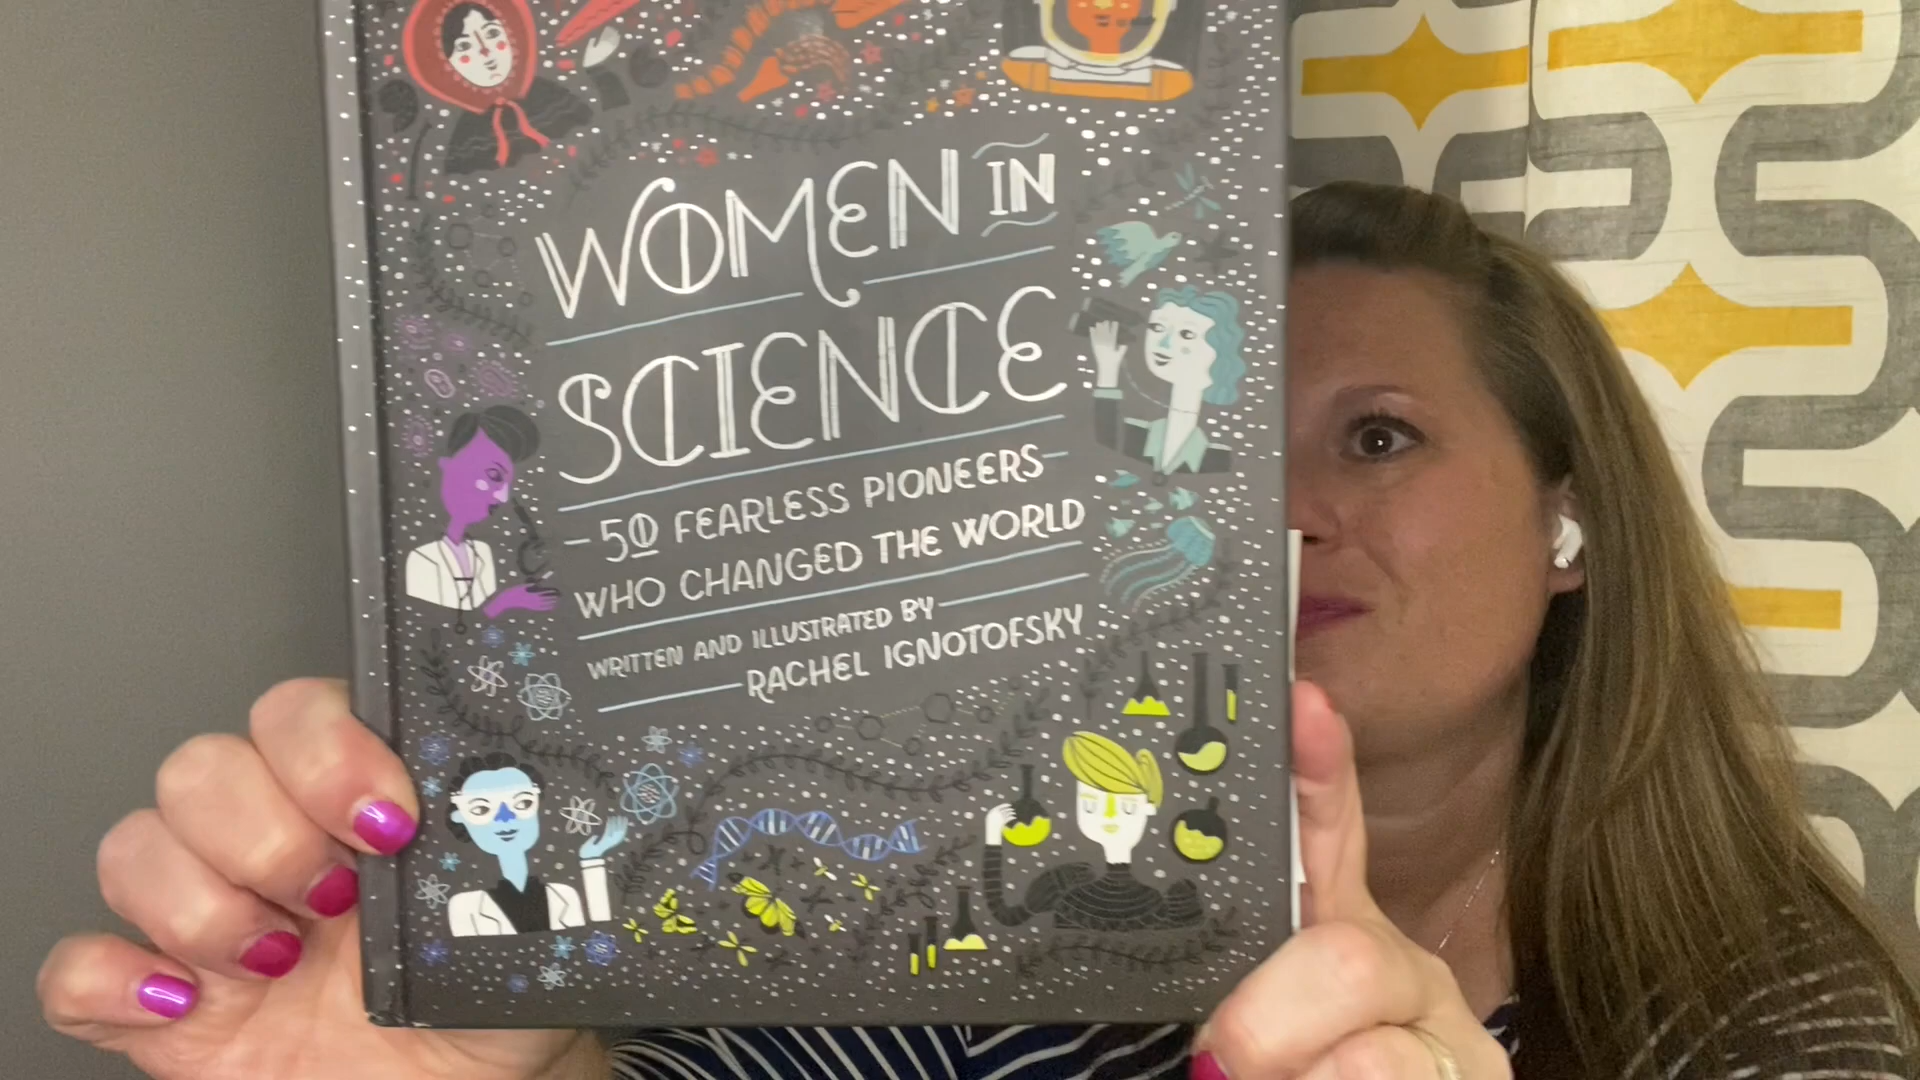 WOMEN IN
SCIENCE
50 FEARLESS PIONEERS
WHO CHANGED THE WORLD
WRITTEN AND ILLUSTRATED BY
RACHEL IGNOTOFSKY